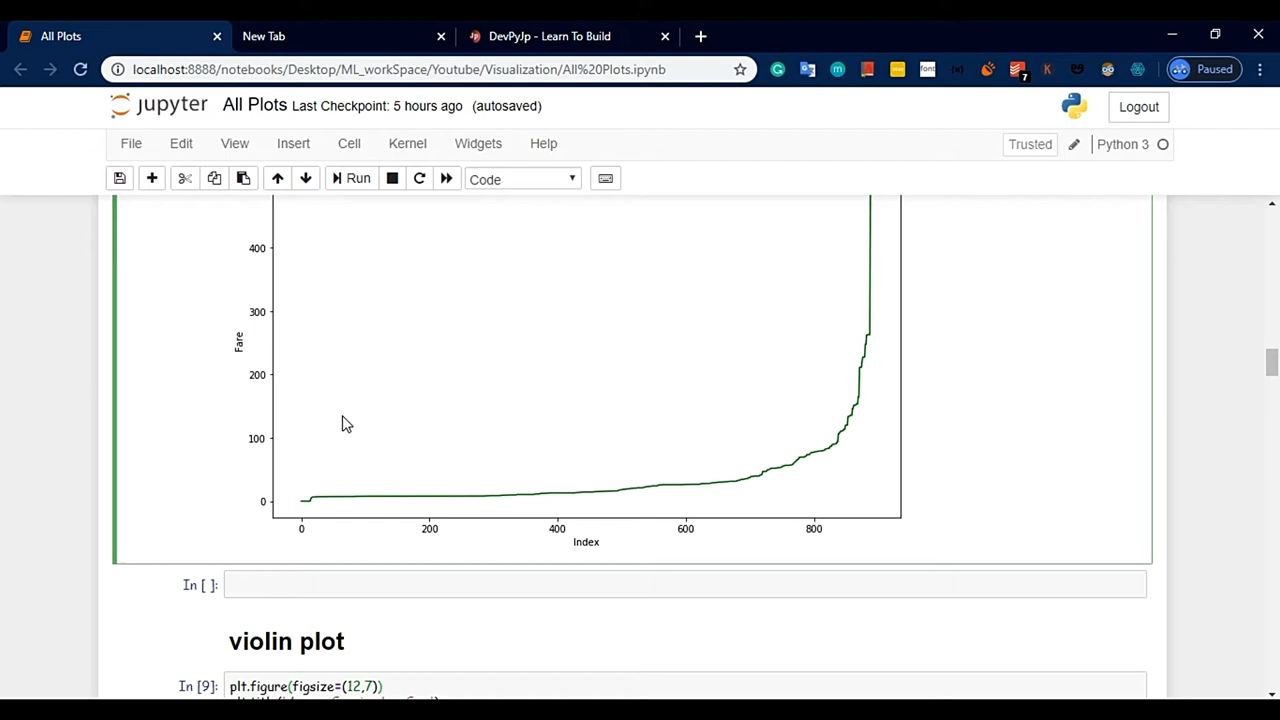 All Plots
New Tab
DevPyJp - Learn To Build
localhost:8888/notebooks/Desktop/ML_workSpace/Youtube/Visualization/All%20Plots.ipynb
font
7
K
Paused
jupyter All Plots Last Checkpoint: 5 hours ago (autosaved)
Logout
File Edit View Insert Cell Kernel Widgets Help
Trusted
Python 3
Run
Code
400
300
Fare
200
100
0
0 200 400 600 800
Index
In [ ]:
violin plot
In [9]: plt.figure(figsize=(12,7))